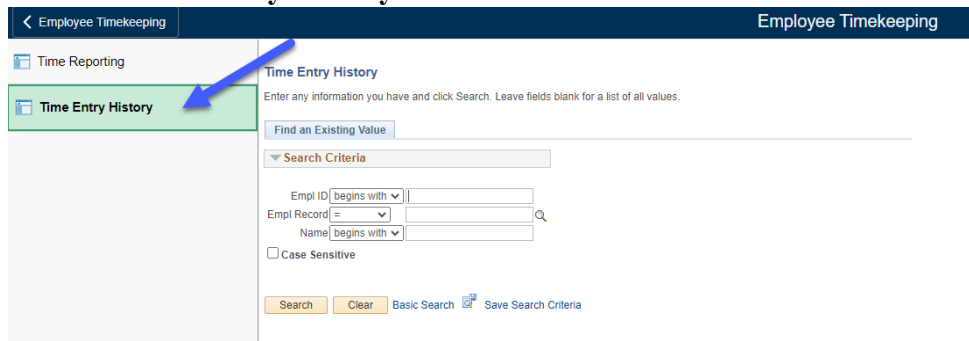 Employee Timekeeping
Employee Timekeeping
Time Reporting
Time Entry History
Time Entry History
Enter any information you have and click Search. Leave fields blank for a list of all values.
Find an Existing Value
Search Criteria
Empl ID begins with
Empl Record =
Name begins with
Case Sensitive
Search Clear Basic Search Save Search Criteria